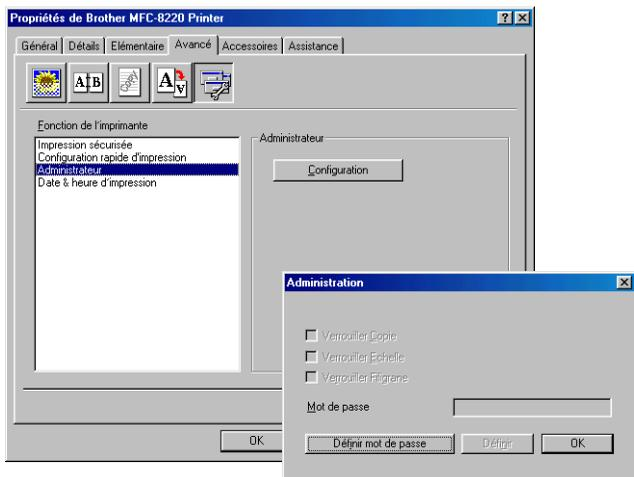 Propriétés de Brother MFC-8220 Printer
Général Détails Elémentaire Avancé Accessoires Assistance
A B
A
Fonction de l'imprimante
Impression sécurisée
Configuration rapide d'impression
Administrateur
Date & heure d'impression
Administrateur
Configuration
OK
Administration
Verrouiller Copie
Verrouiller Echelle
Verrouiller Filigrane
Mot de passe
Définir mot de passe Définir OK